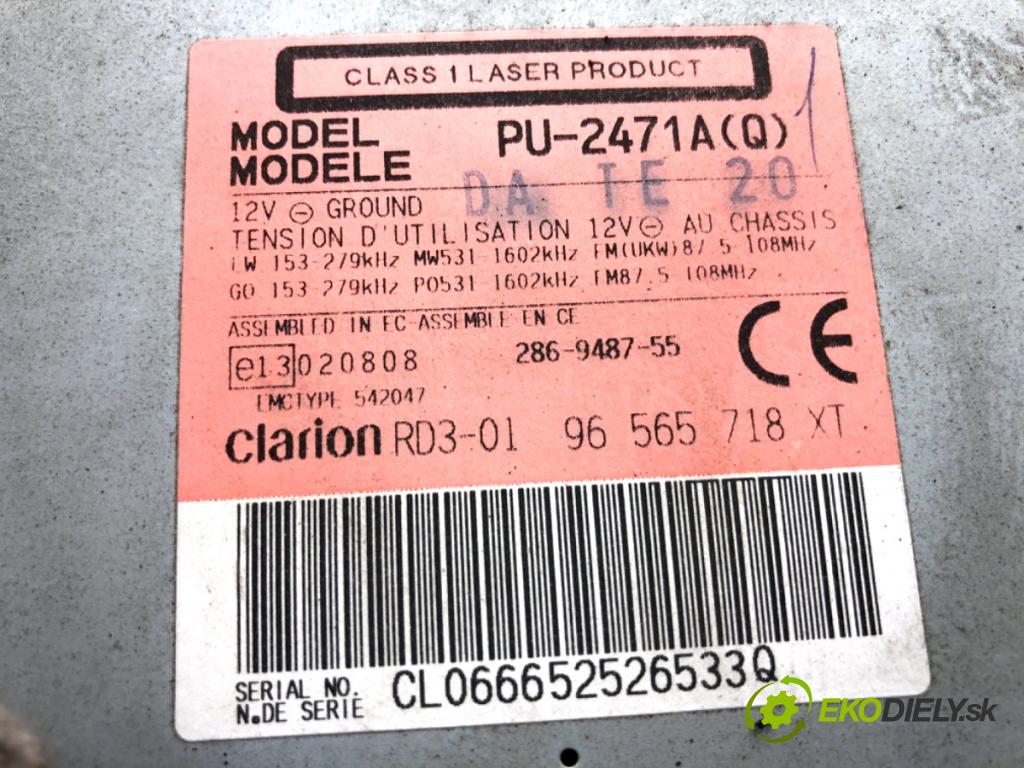 CLASS 1 LASER PRODUCT
MODEL PU-2471A(Q)
MODELE
DATE 20
12V ⊖ GROUND
TENSION D'UTILISATION 12V ⊖ AU CHASSIS
LW 153-279kHz MW531-1602kHz FM(UKW)87.5-108MHz
GO 153-279kHz PO531-1602kHz FM87.5-108MHz
ASSEMBLED IN EC-ASSEMBLE EN CE
e13 020808 286-9487-55 CE
EMCTYPE 542047
clarion RD3-01 96 565 718 XT
SERIAL NO. CL066652526533Q
N.DE SERIE
EKODIELY.sk